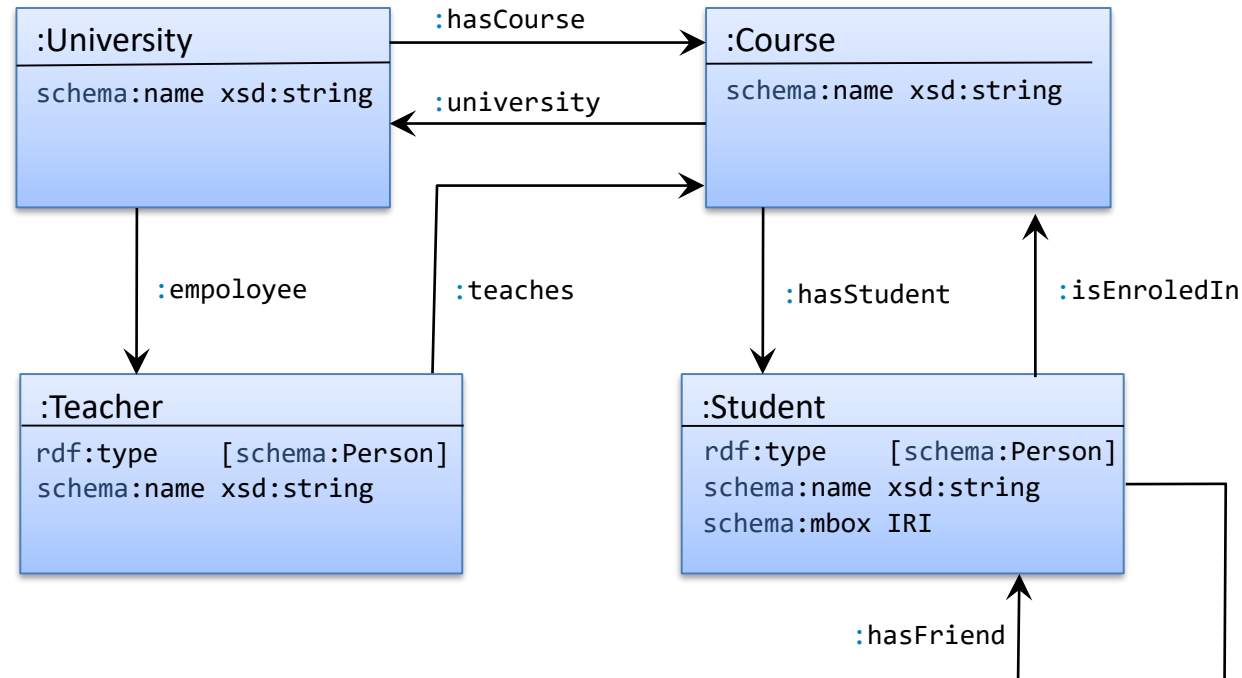 :hasCourse
:University
schema:name xsd:string
:Course
schema:name xsd:string
:university
:empoloyee
:teaches
:hasStudent
:isEnroledIn
:Teacher
rdf:type [schema:Person]
schema:name xsd:string
:Student
rdf:type [schema:Person]
schema:name xsd:string
schema:mbox IRI
:hasFriend